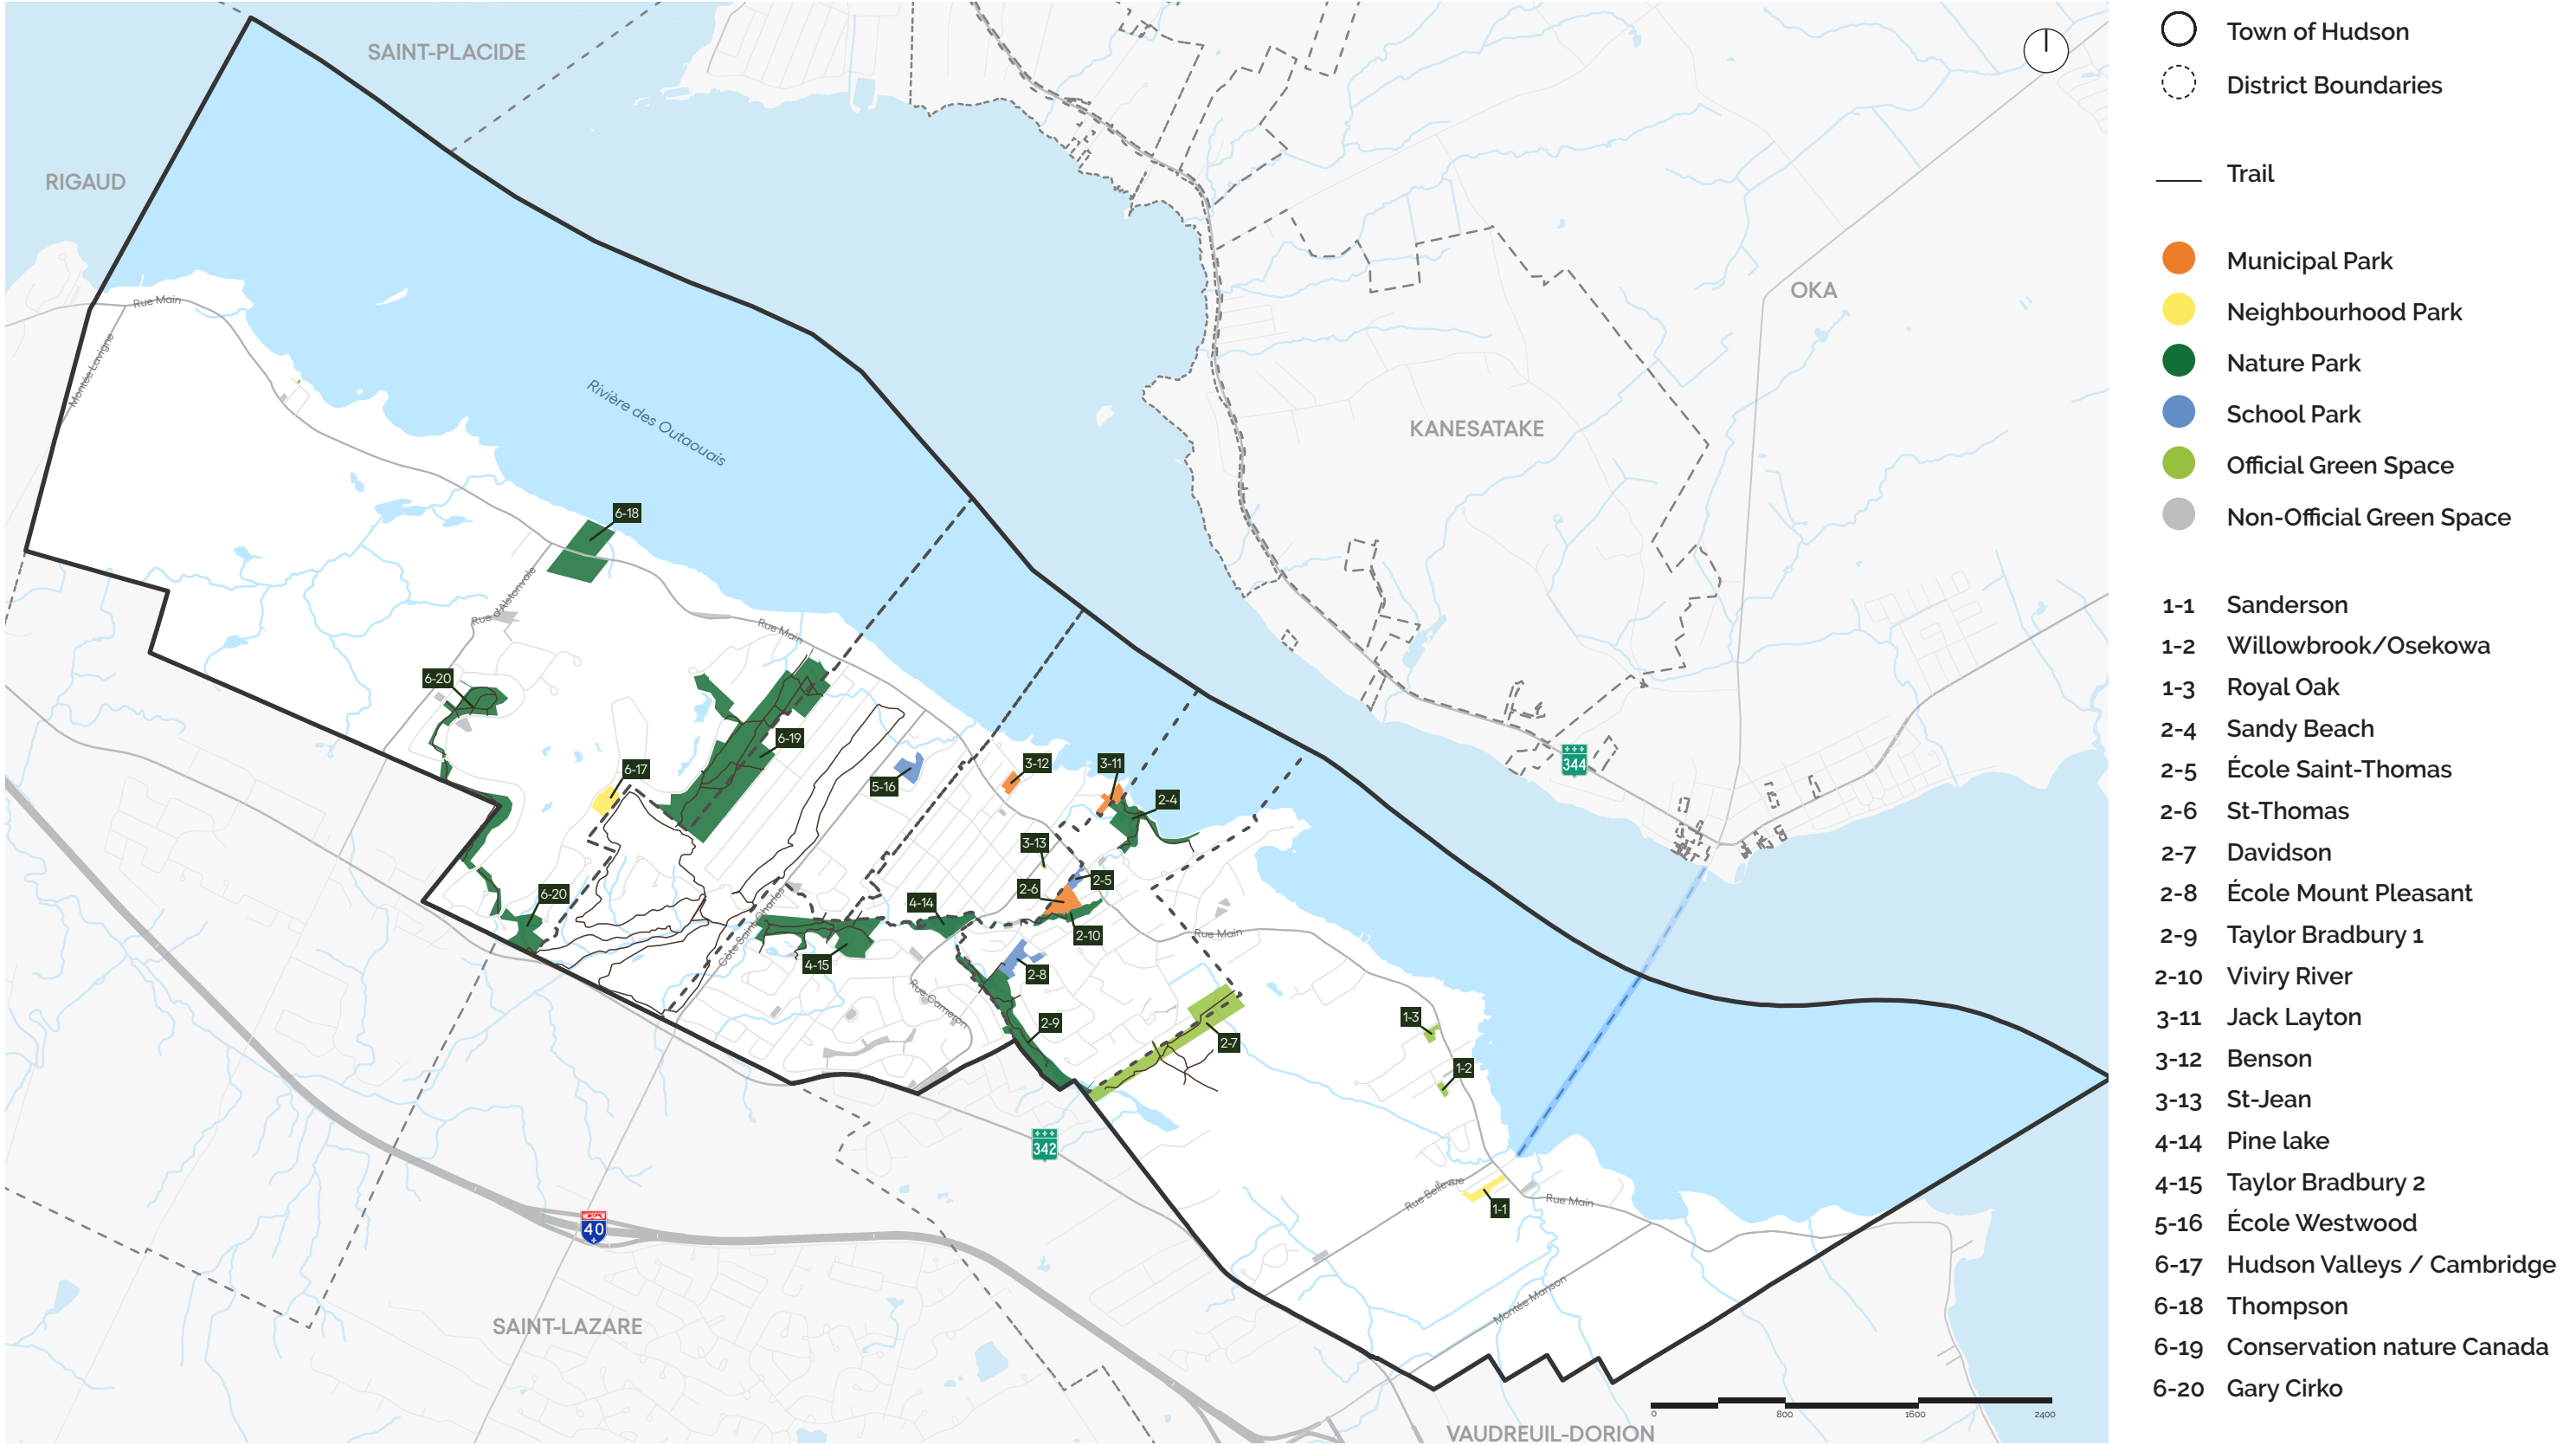 SAINT-PLACIDE
RIGAUD
Rue Main
Montée Lavigne
Rivière des Outaouais
OKA
KANESATAKE
6-18
Rue d'Alstonvale
Rue Main
6-20
6-19
6-17
5-16
3-12
3-11
2-4
344
3-13
2-5
2-6
4-14
6-20
2-10
Côte Saint-Charles
4-15
2-8
Rue Main
Rue Cameron
2-9
2-7
1-3
1-2
342
Rue Bellevue
1-1
Rue Main
40
Montée Manson
SAINT-LAZARE
VAUDREUIL-DORION
0 800 1600 2400
Town of Hudson
District Boundaries
Trail
Municipal Park
Neighbourhood Park
Nature Park
School Park
Official Green Space
Non-Official Green Space
1-1 Sanderson
1-2 Willowbrook/Osekowa
1-3 Royal Oak
2-4 Sandy Beach
2-5 École Saint-Thomas
2-6 St-Thomas
2-7 Davidson
2-8 École Mount Pleasant
2-9 Taylor Bradbury 1
2-10 Viviry River
3-11 Jack Layton
3-12 Benson
3-13 St-Jean
4-14 Pine lake
4-15 Taylor Bradbury 2
5-16 École Westwood
6-17 Hudson Valleys / Cambridge
6-18 Thompson
6-19 Conservation nature Canada
6-20 Gary Cirko